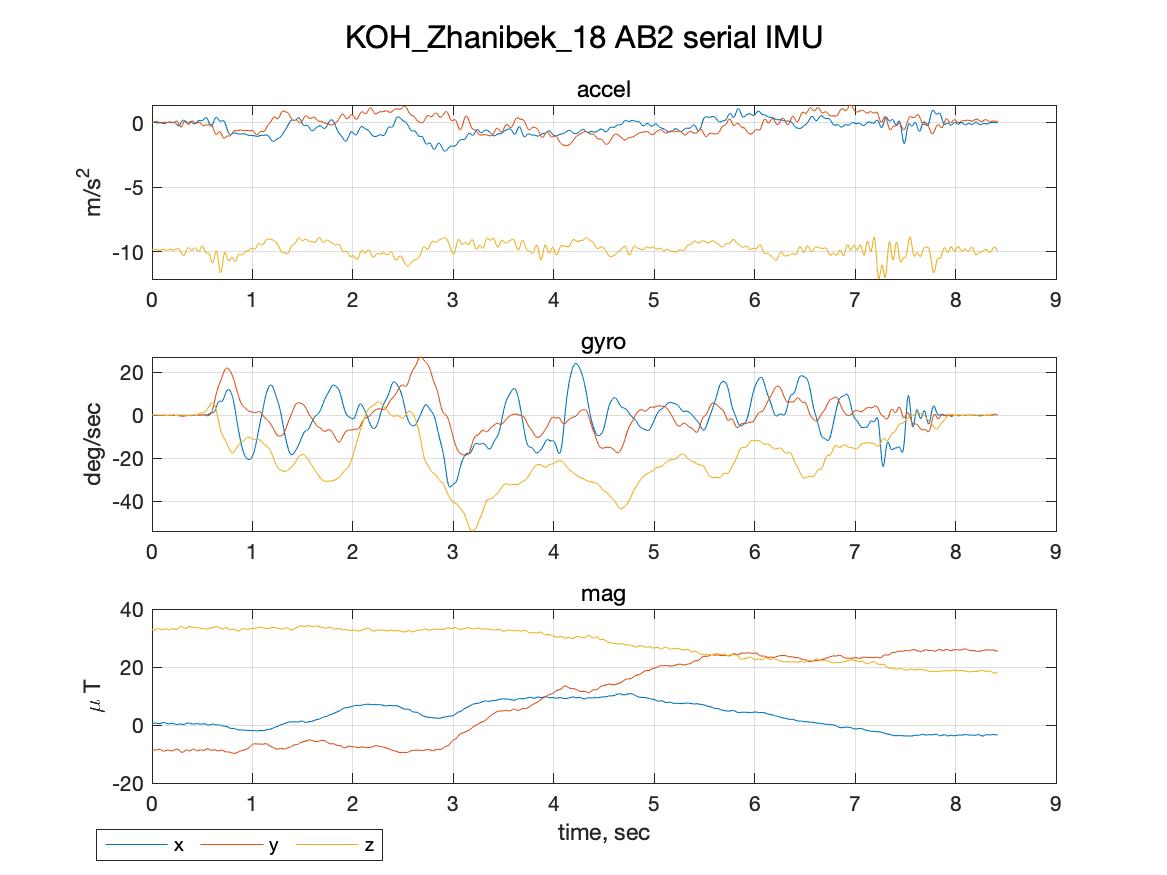 KOH_Zhanibek_18 AB2 serial IMU
accel
0
-5
-10
m/s²
0 1 2 3 4 5 6 7 8 9
gyro
20
0
-20
-40
deg/sec
0 1 2 3 4 5 6 7 8 9
mag
40
20
0
-20
μ T
0 1 2 3 4 5 6 7 8 9
time, sec
x y z